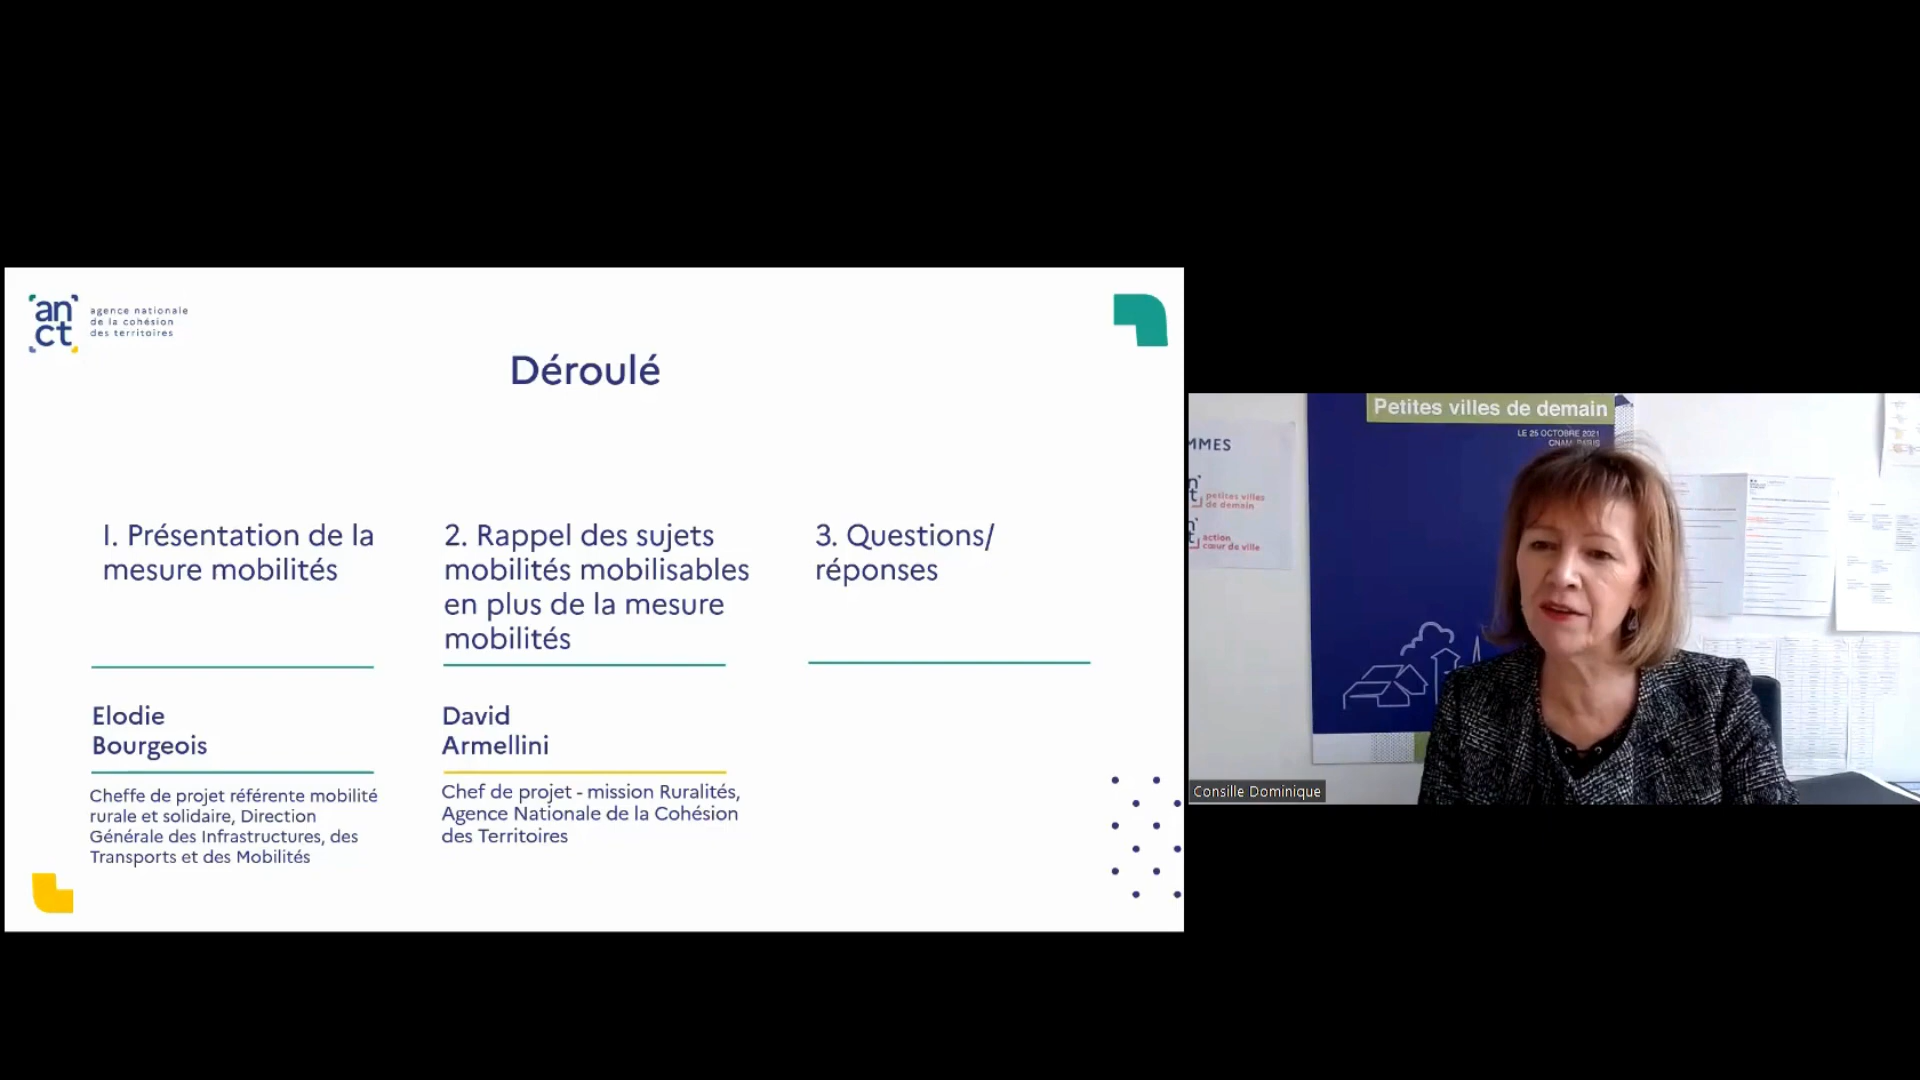 an
ct
agence nationale
de la cohésion
des territoires
Déroulé
1. Présentation de la
mesure mobilités
2. Rappel des sujets
mobilités mobilisables
en plus de la mesure
mobilités
3. Questions/
réponses
Elodie
Bourgeois
Cheffe de projet référente mobilité
rurale et solidaire, Direction
Générale des Infrastructures, des
Transports et des Mobilités
David
Armellini
Chef de projet - mission Ruralités,
Agence Nationale de la Cohésion
des Territoires
Petites villes de demain
LE 25 OCTOBRE 2021
CNAM, PARIS
MMES
petites villes
de demain
action
cœur de ville
Consille Dominique